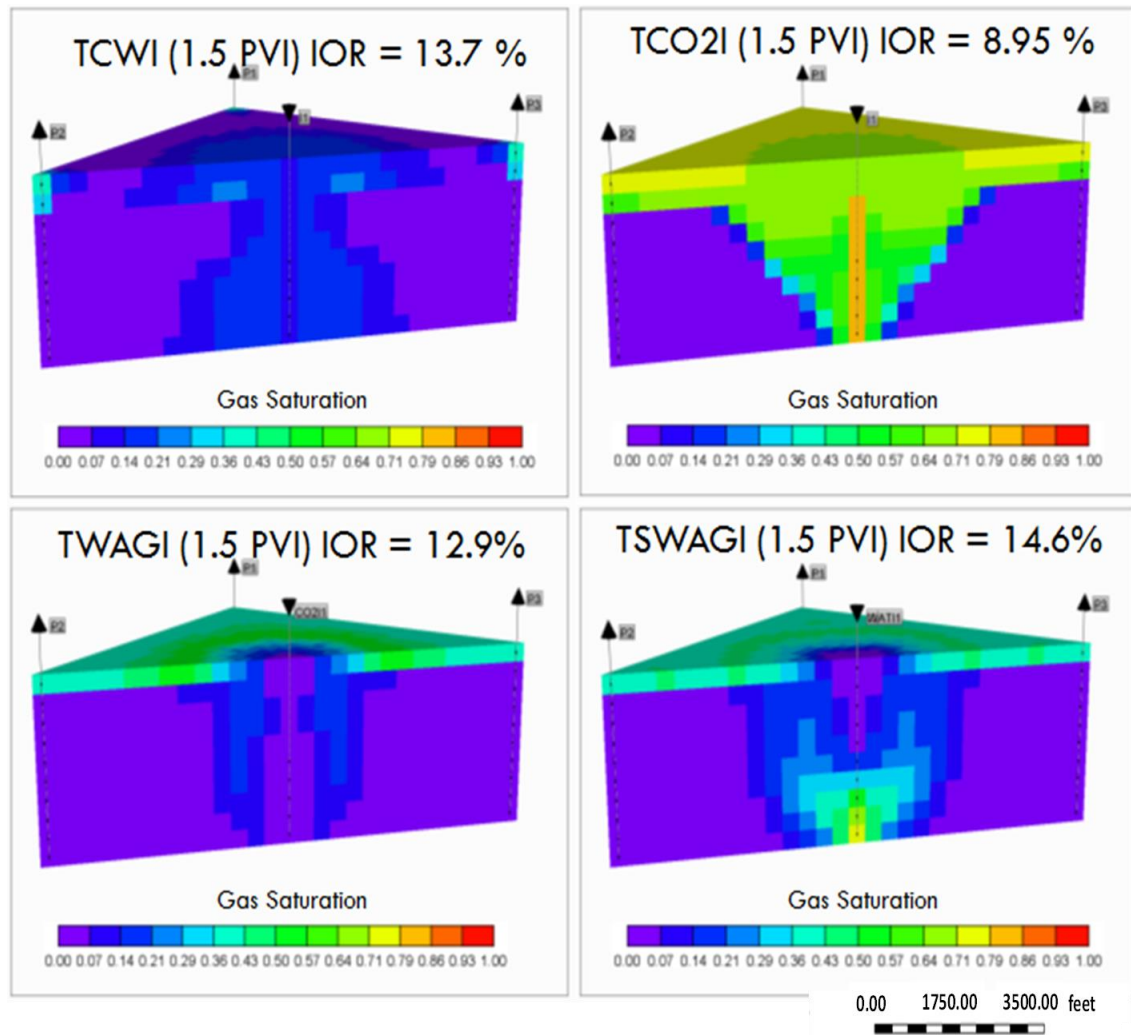 TCWI (1.5 PVI) IOR = 13.7 %
P1
I1
P3
P2
Gas Saturation
0.00 0.07 0.14 0.21 0.29 0.36 0.43 0.50 0.57 0.64 0.71 0.79 0.86 0.93 1.00
TCO2I (1.5 PVI) IOR = 8.95 %
P1
I1
P3
P2
Gas Saturation
0.00 0.07 0.14 0.21 0.29 0.36 0.43 0.50 0.57 0.64 0.71 0.79 0.86 0.93 1.00
TWAGI (1.5 PVI) IOR = 12.9%
P1
P3
CO2I1
P2
Gas Saturation
0.00 0.07 0.14 0.21 0.29 0.36 0.43 0.50 0.57 0.64 0.71 0.79 0.86 0.93 1.00
TSWAGI (1.5 PVI) IOR = 14.6%
P1
P3
WATI1
P2
Gas Saturation
0.00 0.07 0.14 0.21 0.29 0.36 0.43 0.50 0.57 0.64 0.71 0.79 0.86 0.93 1.00
0.00 1750.00 3500.00 feet